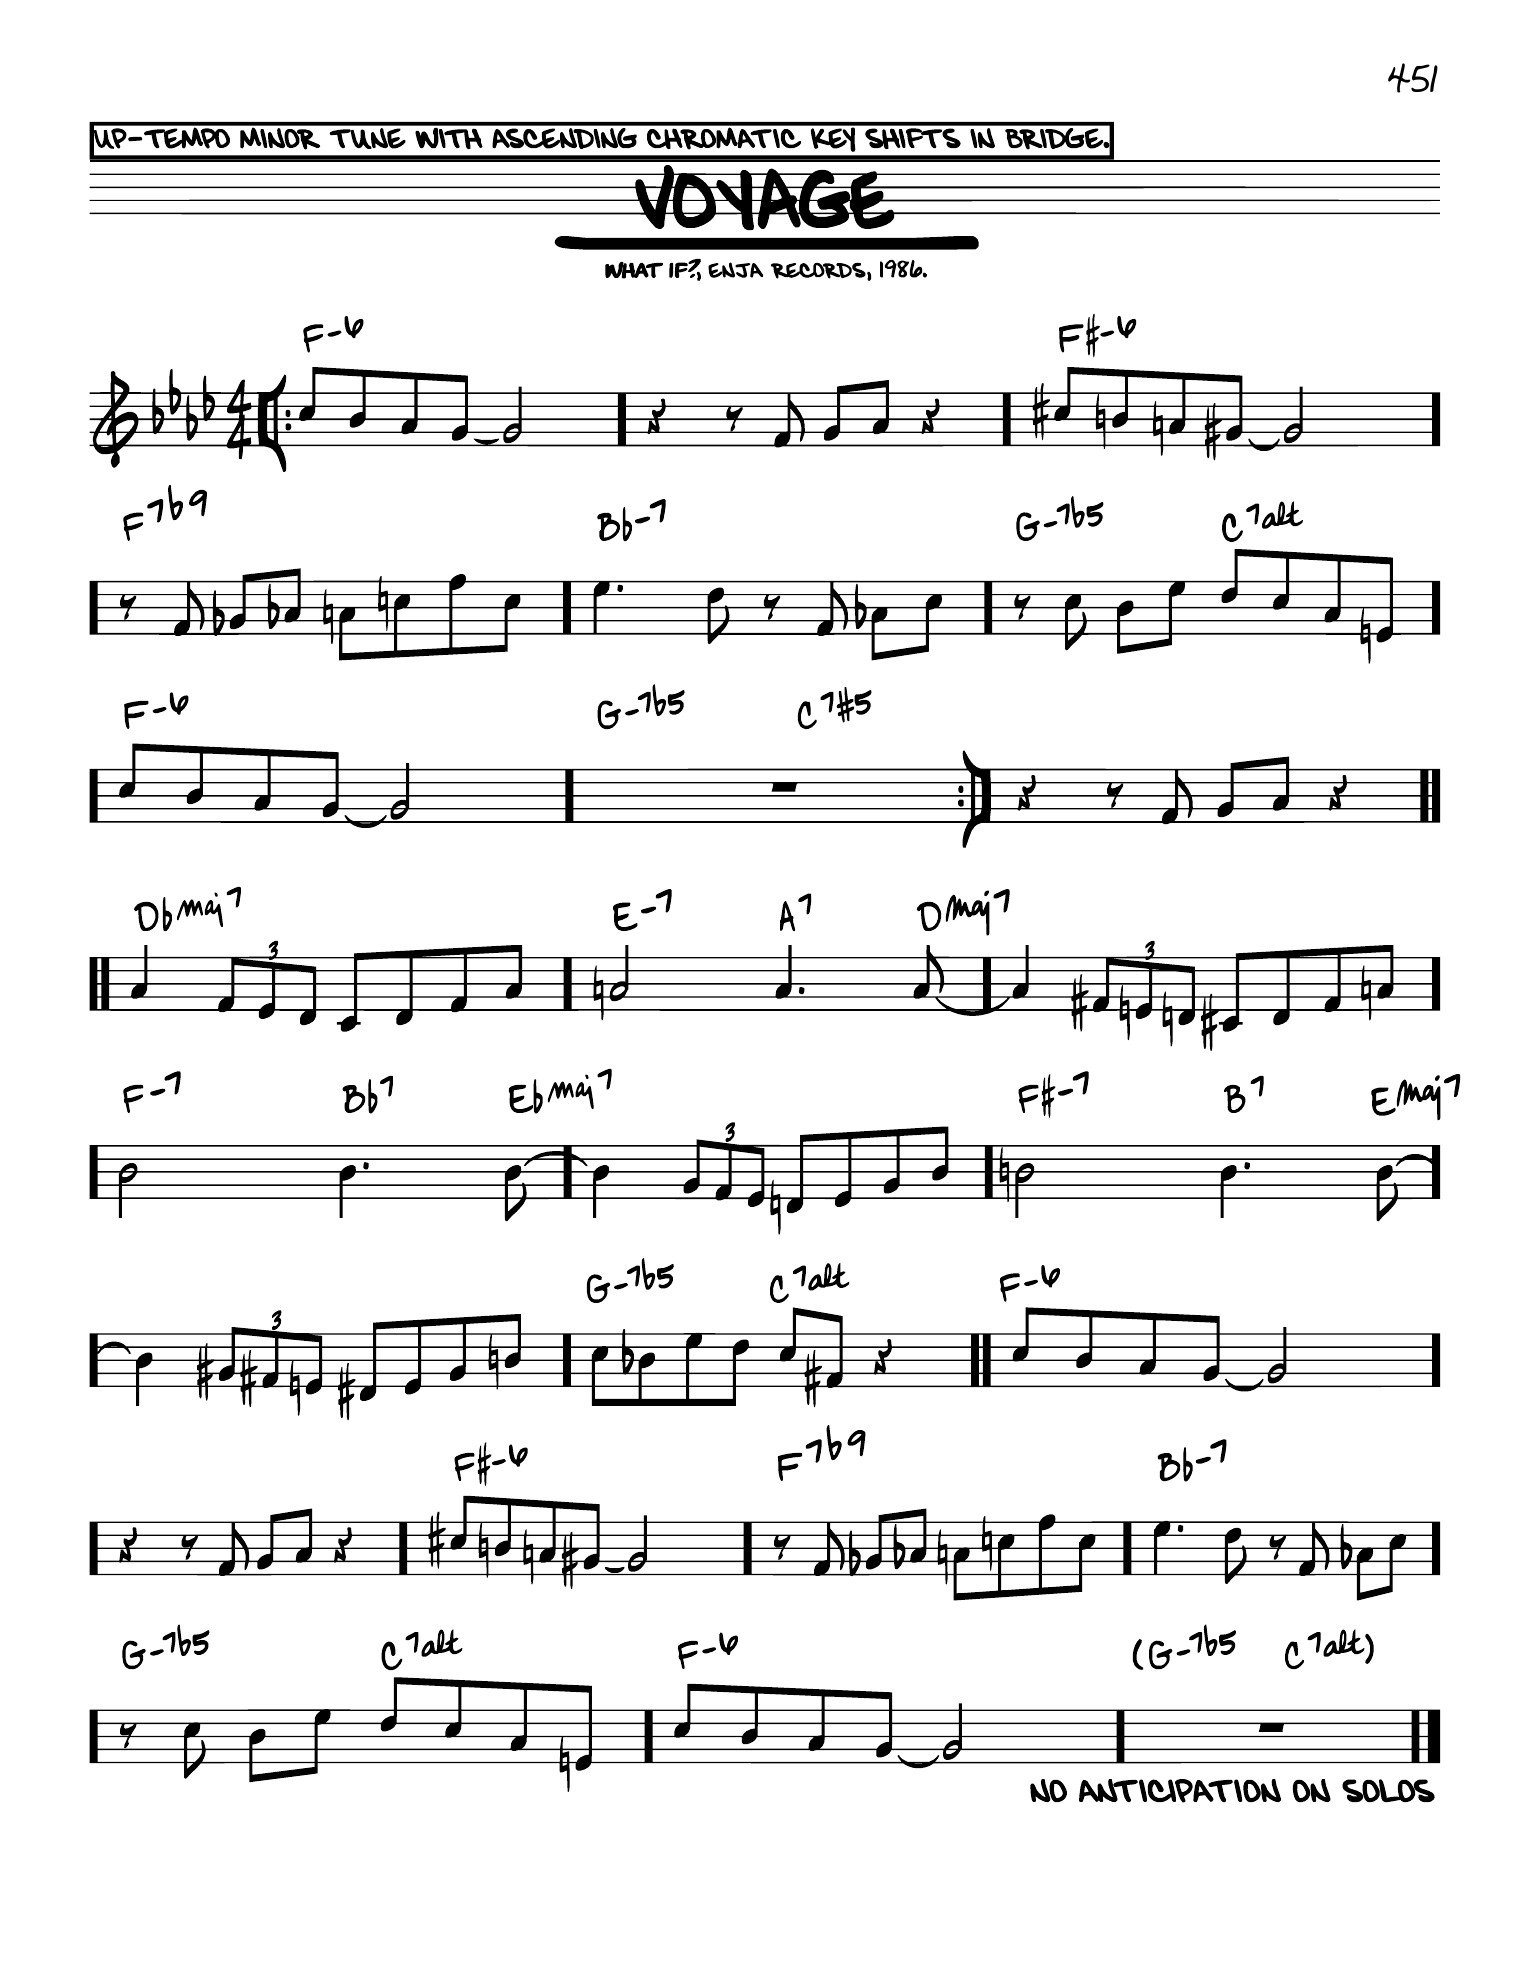 451
UP-TEMPO MINOR TUNE WITH ASCENDING CHROMATIC KEY SHIFTS IN BRIDGE.
VOYAGE
WHAT IF?, ENJA RECORDS, 1986.
F-6 F#-6
4
4
F7b9 Bb-7 G-7b5 C7alt
F-6 G-7b5 C7#5
Dbmaj7 E-7 A7 Dmaj7
3 3
F-7 Bb7 Ebmaj7 F#-7 B7 Emaj7
3
G-7b5 C7alt F-6
3
F#-6 F7b9 Bb-7
G-7b5 C7alt F-6 (G-7b5 C7alt)
NO ANTICIPATION ON SOLOS